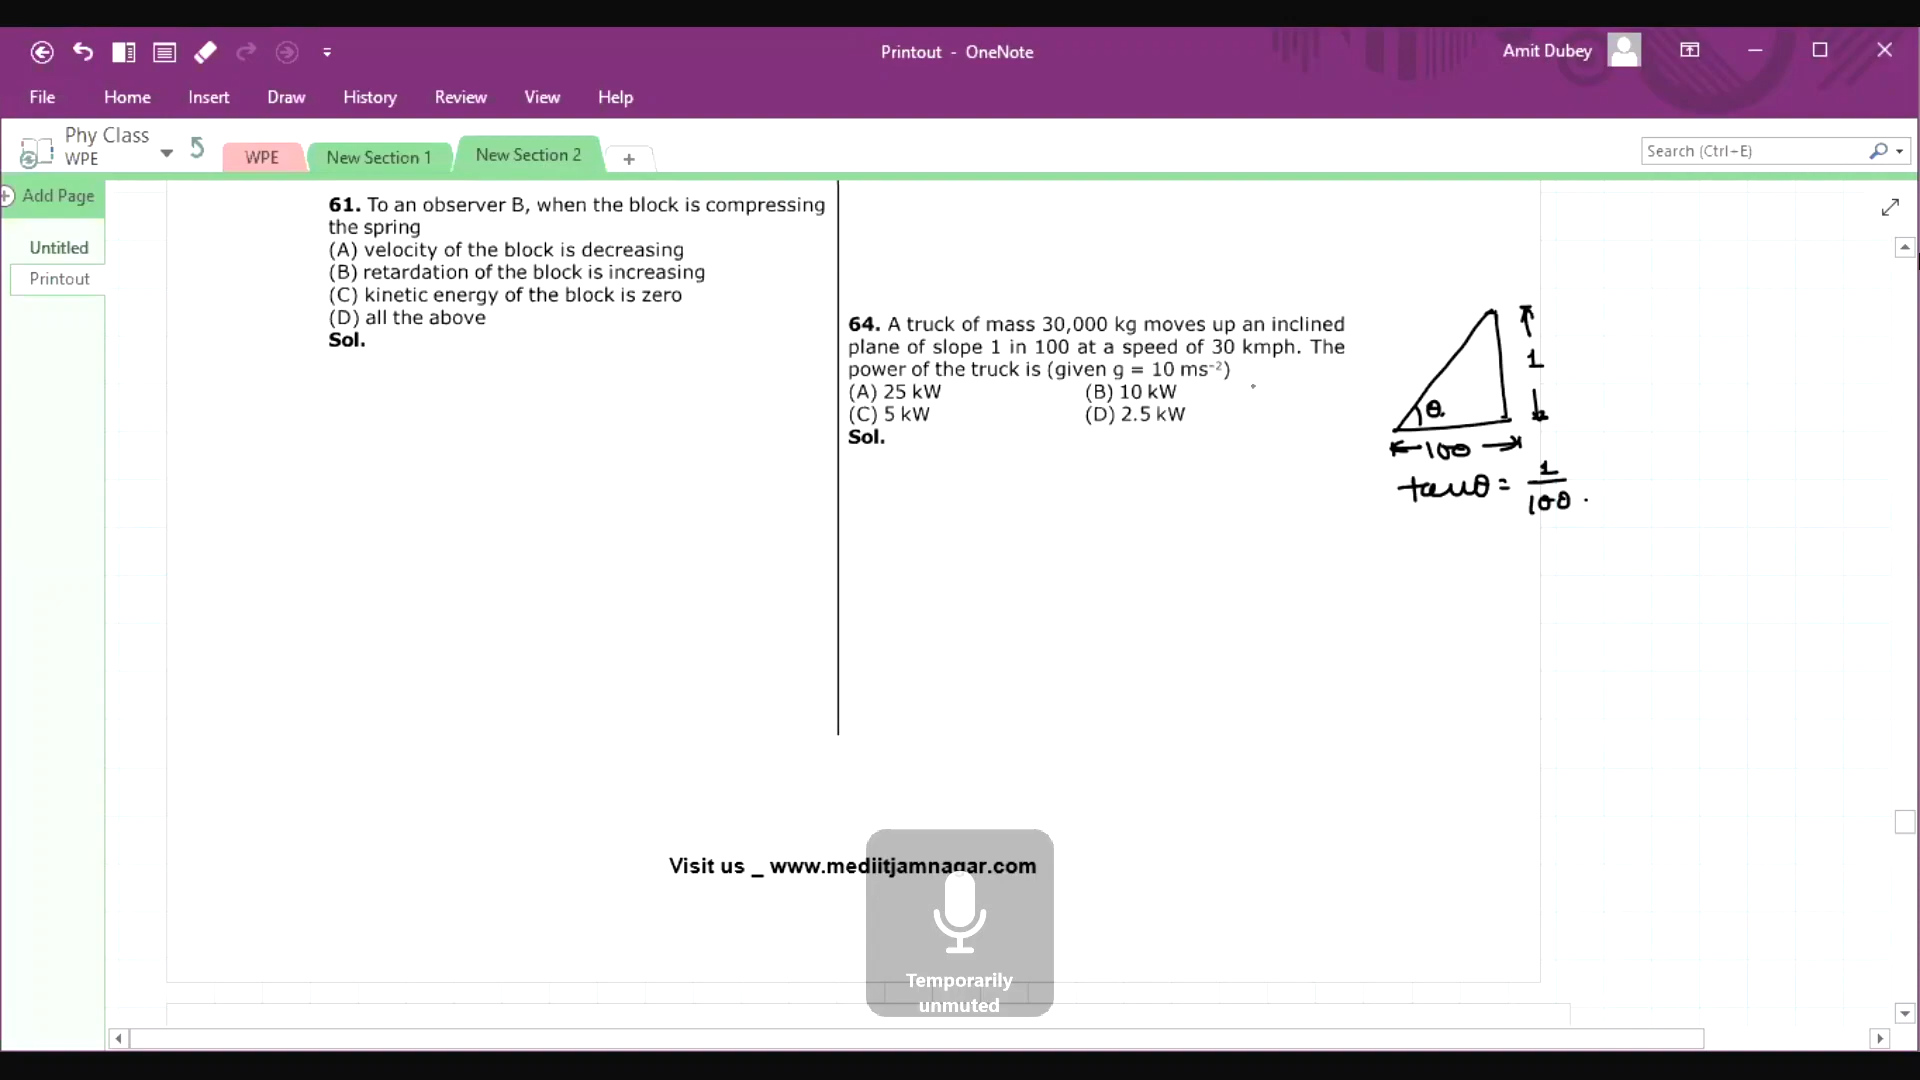 Printout - OneNote
Amit Dubey
File Home Insert Draw History Review View Help
Phy Class
WPE
WPE
New Section 1
New Section 2
+
Search (Ctrl+E)
Add Page
Untitled
Printout
61. To an observer B, when the block is compressing
the spring
(A) velocity of the block is decreasing
(B) retardation of the block is increasing
(C) kinetic energy of the block is zero
(D) all the above
Sol.
64. A truck of mass 30,000 kg moves up an inclined
plane of slope 1 in 100 at a speed of 30 kmph. The
power of the truck is (given g = 10 ms⁻²)
(A) 25 kW (B) 10 kW
(C) 5 kW (D) 2.5 kW
Sol.
1
θ
100
tanθ = 1/100.
Visit us _ www.mediitjamnagar.com
Temporarily
unmuted